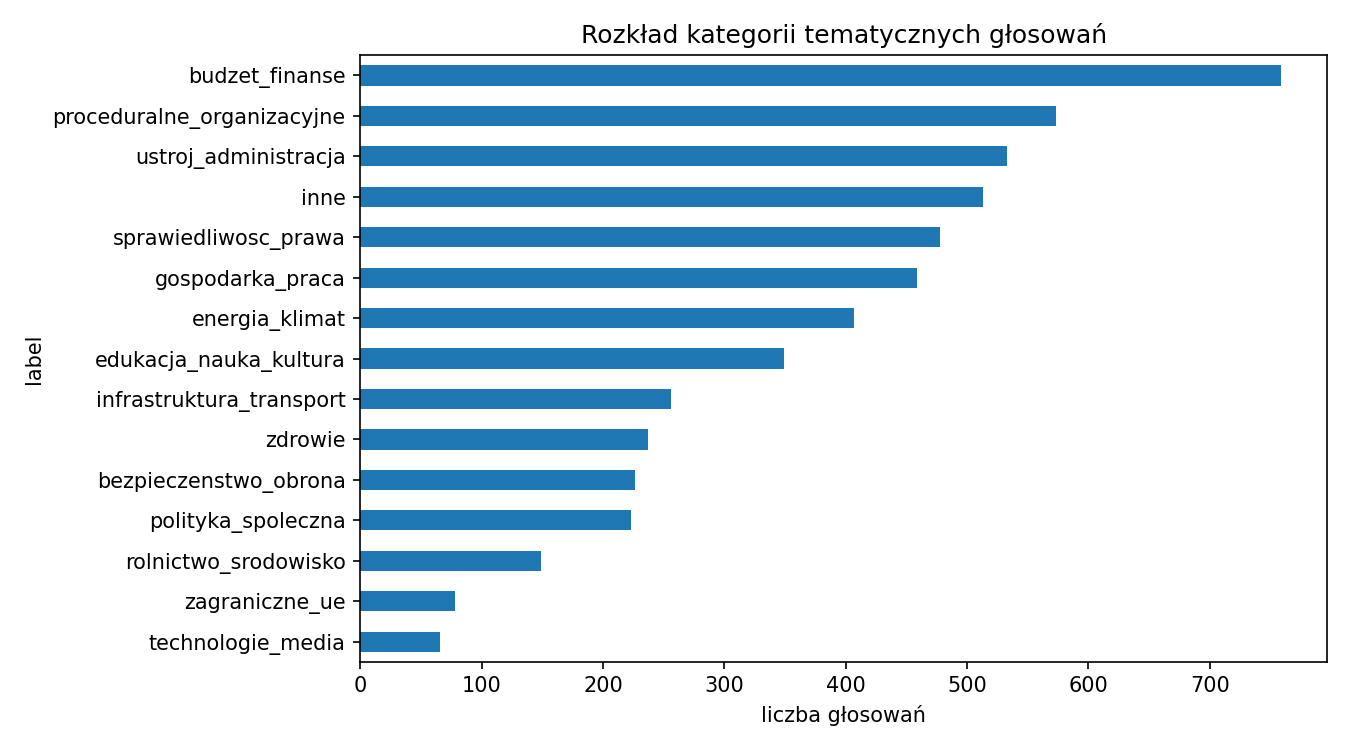 Rozkład kategorii tematycznych głosowań
budzet_finanse
proceduralne_organizacyjne
ustroj_administracja
inne
sprawiedliwosc_prawa
gospodarka_praca
energia_klimat
edukacja_nauka_kultura
infrastruktura_transport
zdrowie
bezpieczenstwo_obrona
polityka_spoleczna
rolnictwo_srodowisko
zagraniczne_ue
technologie_media
label
0 100 200 300 400 500 600 700
liczba głosowań